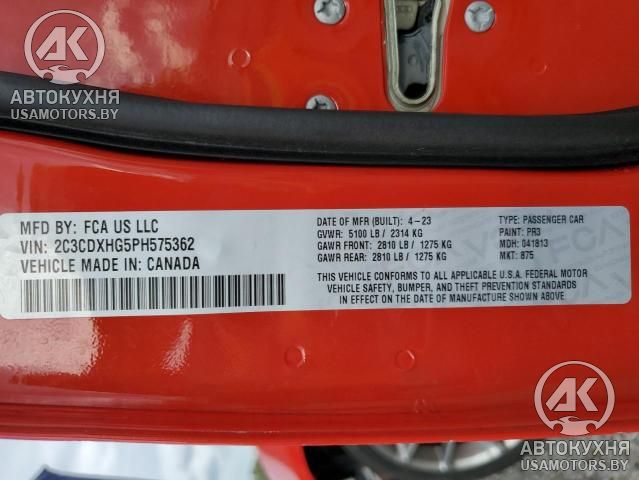 AK
АВТОКУХНЯ
USAMOTORS.BY
MFD BY: FCA US LLC
VIN: 2C3CDXHG5PH575362
VEHICLE MADE IN: CANADA
DATE OF MFR (BUILT): 4-23
GVWR: 5100 LB / 2314 KG
GAWR FRONT: 2810 LB / 1275 KG
GAWR REAR: 2810 LB / 1275 KG
TYPE: PASSENGER CAR
PAINT: PR3
MDH: 041813
MKT: 875
THIS VEHICLE CONFORMS TO ALL APPLICABLE U.S.A. FEDERAL MOTOR
VEHICLE SAFETY, BUMPER, AND THEFT PREVENTION STANDARDS
IN EFFECT ON THE DATE OF MANUFACTURE SHOWN ABOVE
AK
АВТОКУХНЯ
USAMOTORS.BY